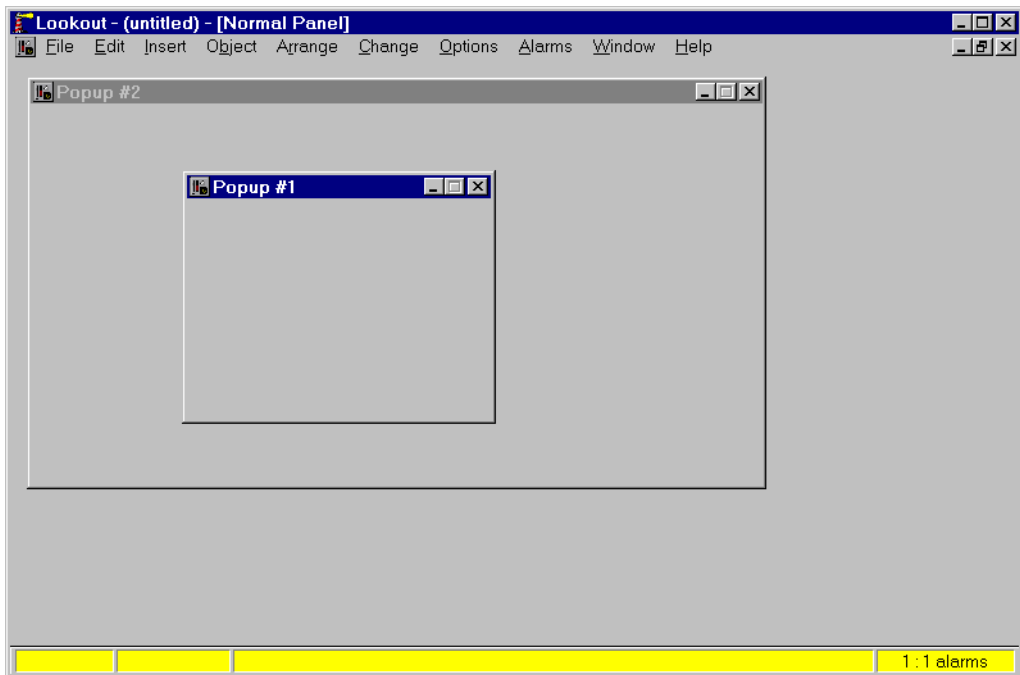 Lookout - (untitled) - [Normal Panel]
File Edit Insert Object Arrange Change Options Alarms Window Help
Popup #2
Popup #1
1 : 1 alarms